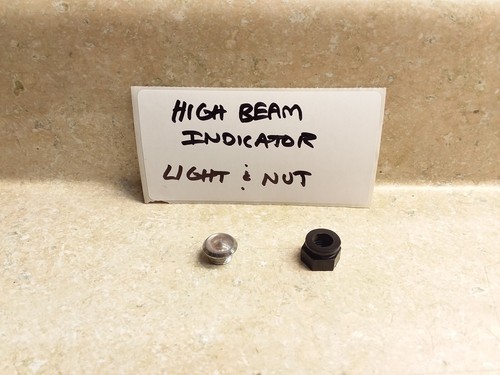 HIGH BEAM
INDICATOR
LIGHT & NUT